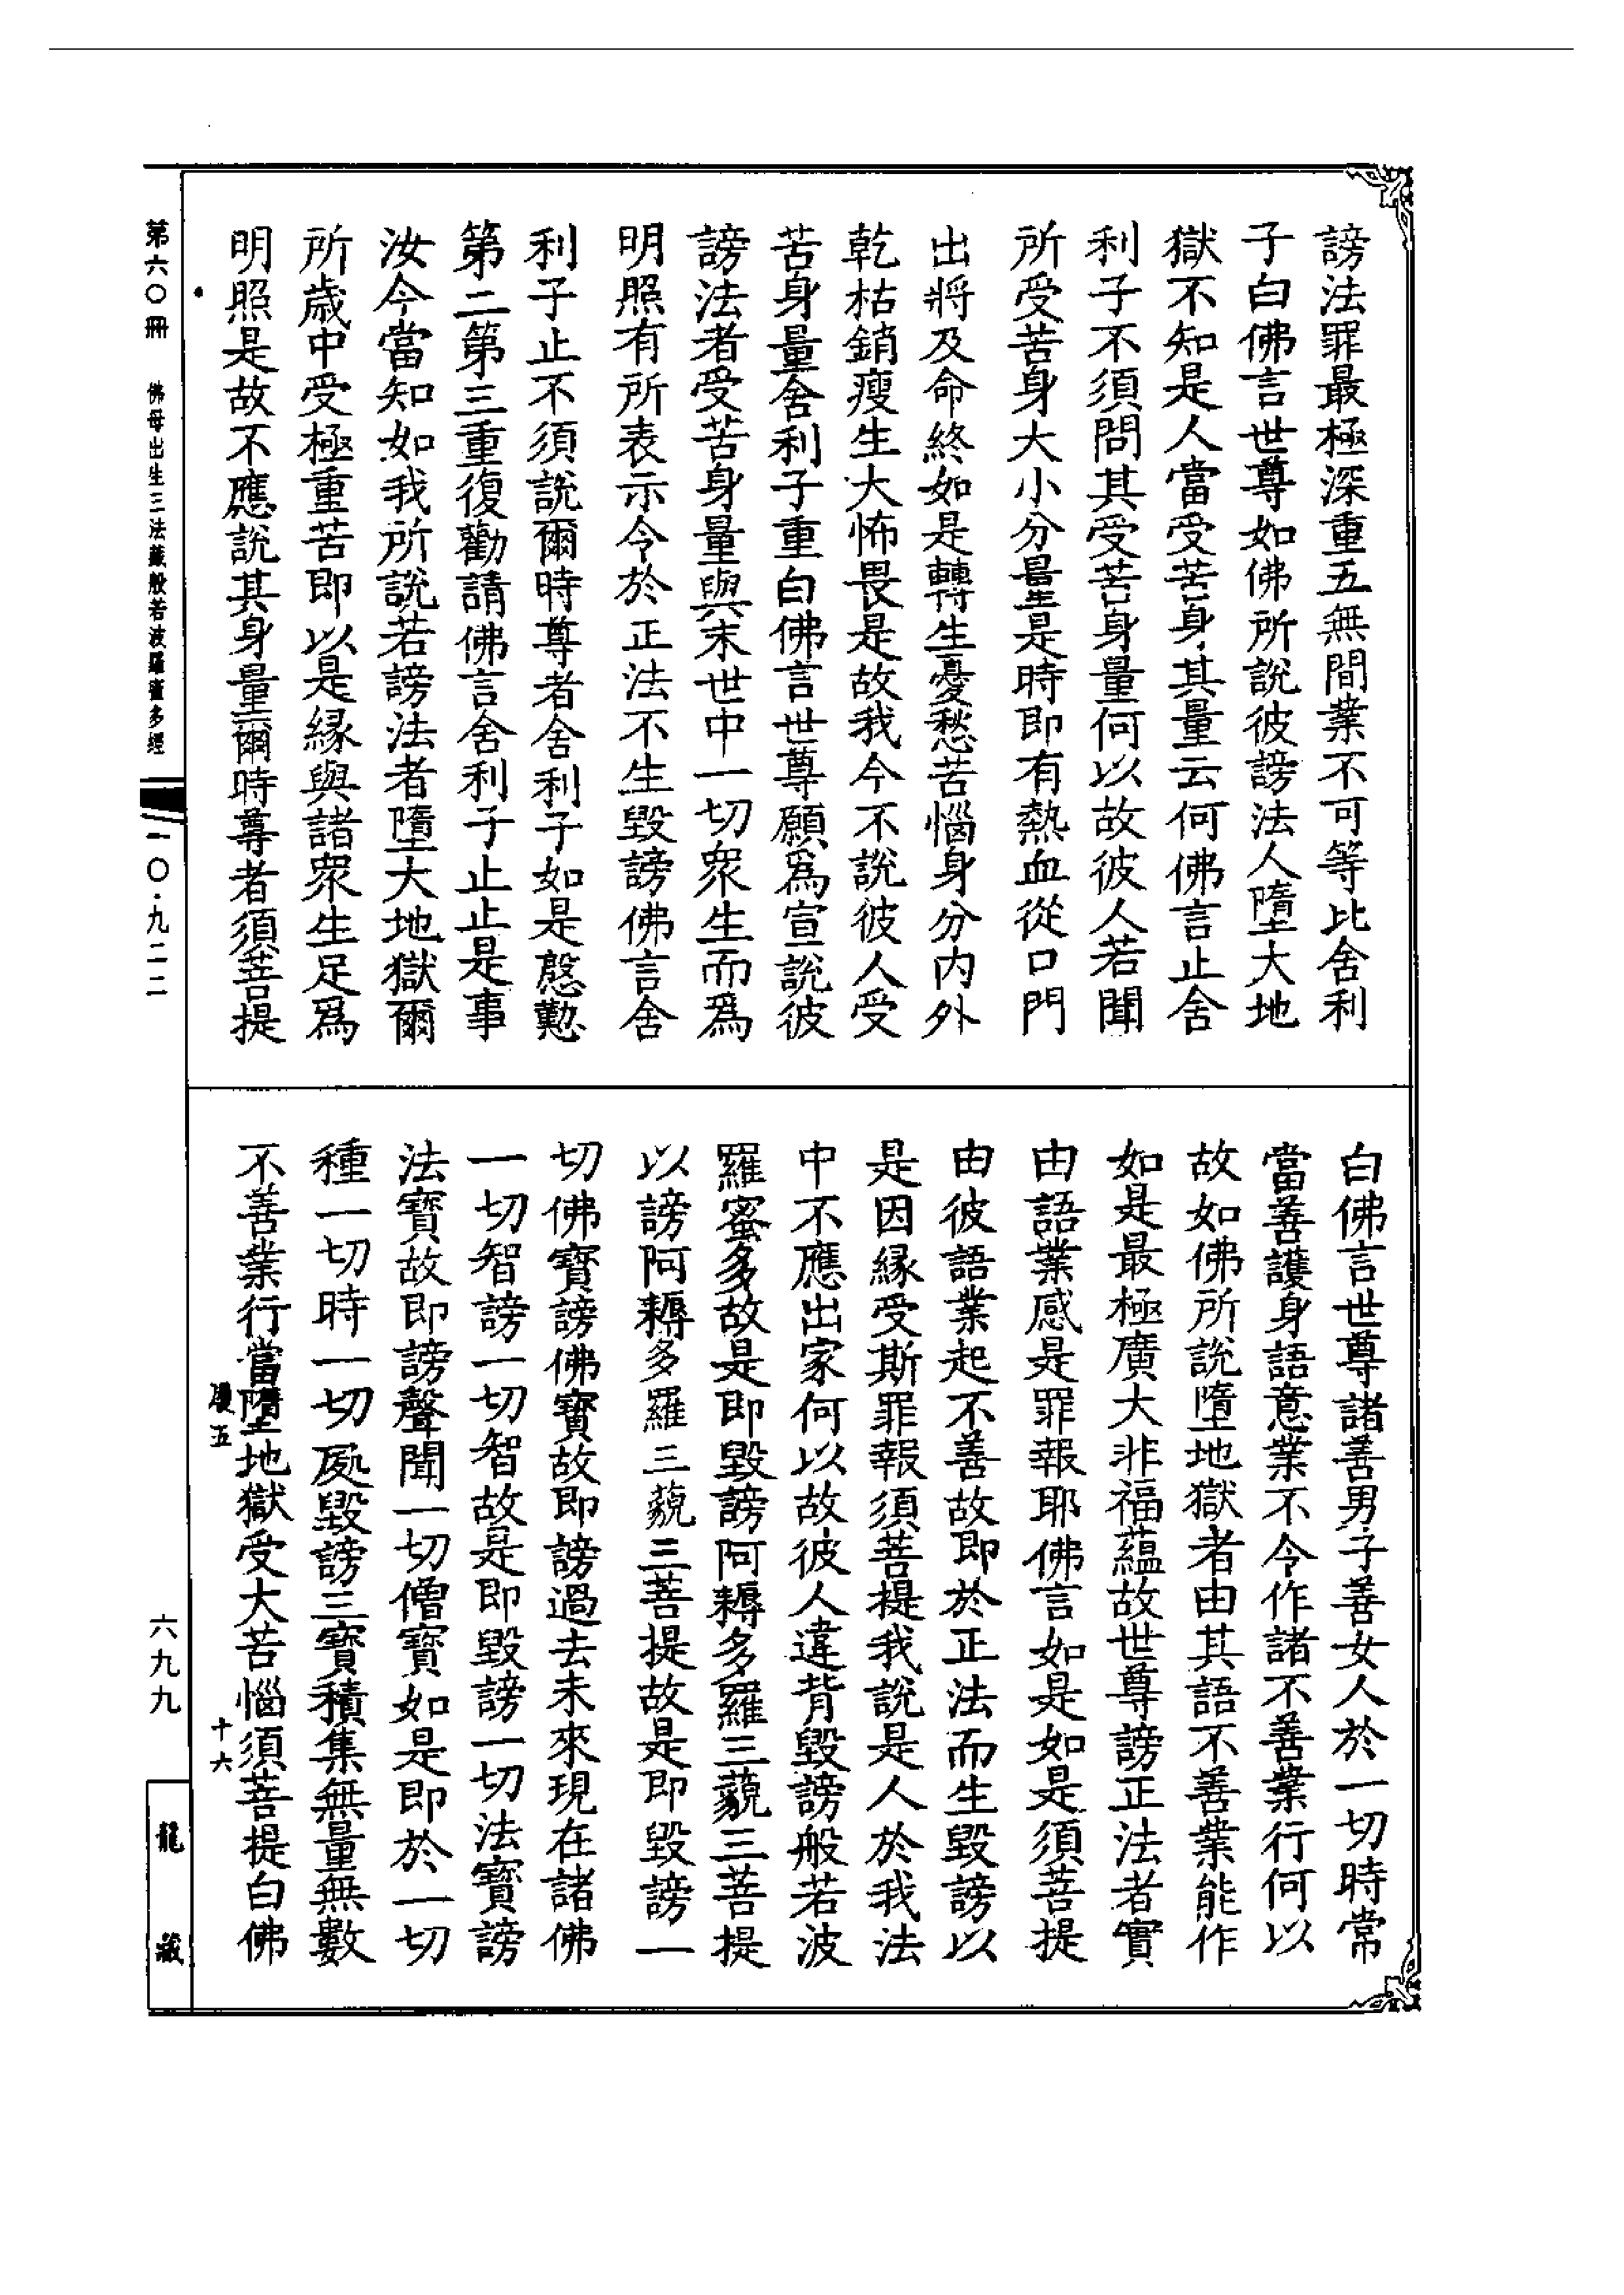 謗法罪最極深重五無間業不可等比舍利
子白佛言世尊如佛所說彼謗法人墮大地
獄不知是人當受苦身其量云何佛言止舍
利子不須問其受苦身量何以故彼人若聞
所受苦身大小分量是時即有熱血從口門
出將及命終如是轉生憂愁苦惱身分内外
乾枯銷瘦生大怖畏是故我今不說彼人受
苦身量舍利子重白佛言世尊願爲宣說彼
謗法者受苦身量與末世中一切衆生而爲
明照有所表示令於正法不生毀謗佛言舍
利子止不須說爾時尊者舍利子如是慇懃
第二第三重復勸請佛言舍利子止止是事
汝今當知如我所說若謗法者墮大地獄爾
所歲中受極重苦即以是緣與諸衆生足爲
明照是故不應說其身量爾時尊者須菩提
白佛言世尊諸善男子善女人於一切時常
當善護身語意業不令作諸不善業行何以
故如佛所說墮地獄者由其語不善業能作
如是最極廣大非福蘊故世尊謗正法者實
由語業感是罪報耶佛言如是如是須菩提
由彼語業起不善故即於正法而生毀謗以
是因緣受斯罪報須菩提我說是人於我法
中不應出家何以故彼人違背毀謗般若波
羅蜜多故是即毀謗阿耨多羅三藐三菩提
以謗阿耨多羅三藐三菩提故是即毀謗一
切佛寶謗佛寶故即謗過去未來現在諸佛
一切智謗一切智故是即毀謗一切法寶謗
法寶故即謗聲聞一切僧寶如是即於一切
種一切時一切處毀謗三寶積集無量無數
不善業行當墮地獄受大苦惱須菩提白佛
五
十六
第六〇冊 佛母出生三法藏般若波羅蜜多經
一〇·九二二
六九九
龍藏